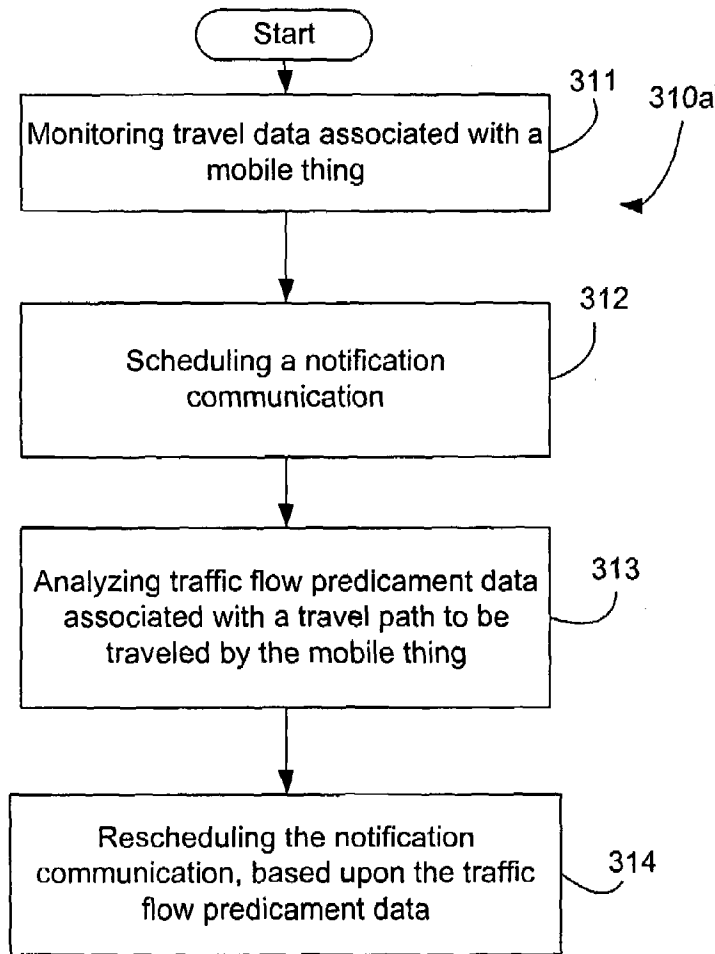 Start
311
310a
Monitoring travel data associated with a
mobile thing
312
Scheduling a notification
communication
313
Analyzing traffic flow predicament data
associated with a travel path to be
traveled by the mobile thing
Rescheduling the notification
communication, based upon the traffic
flow predicament data
314